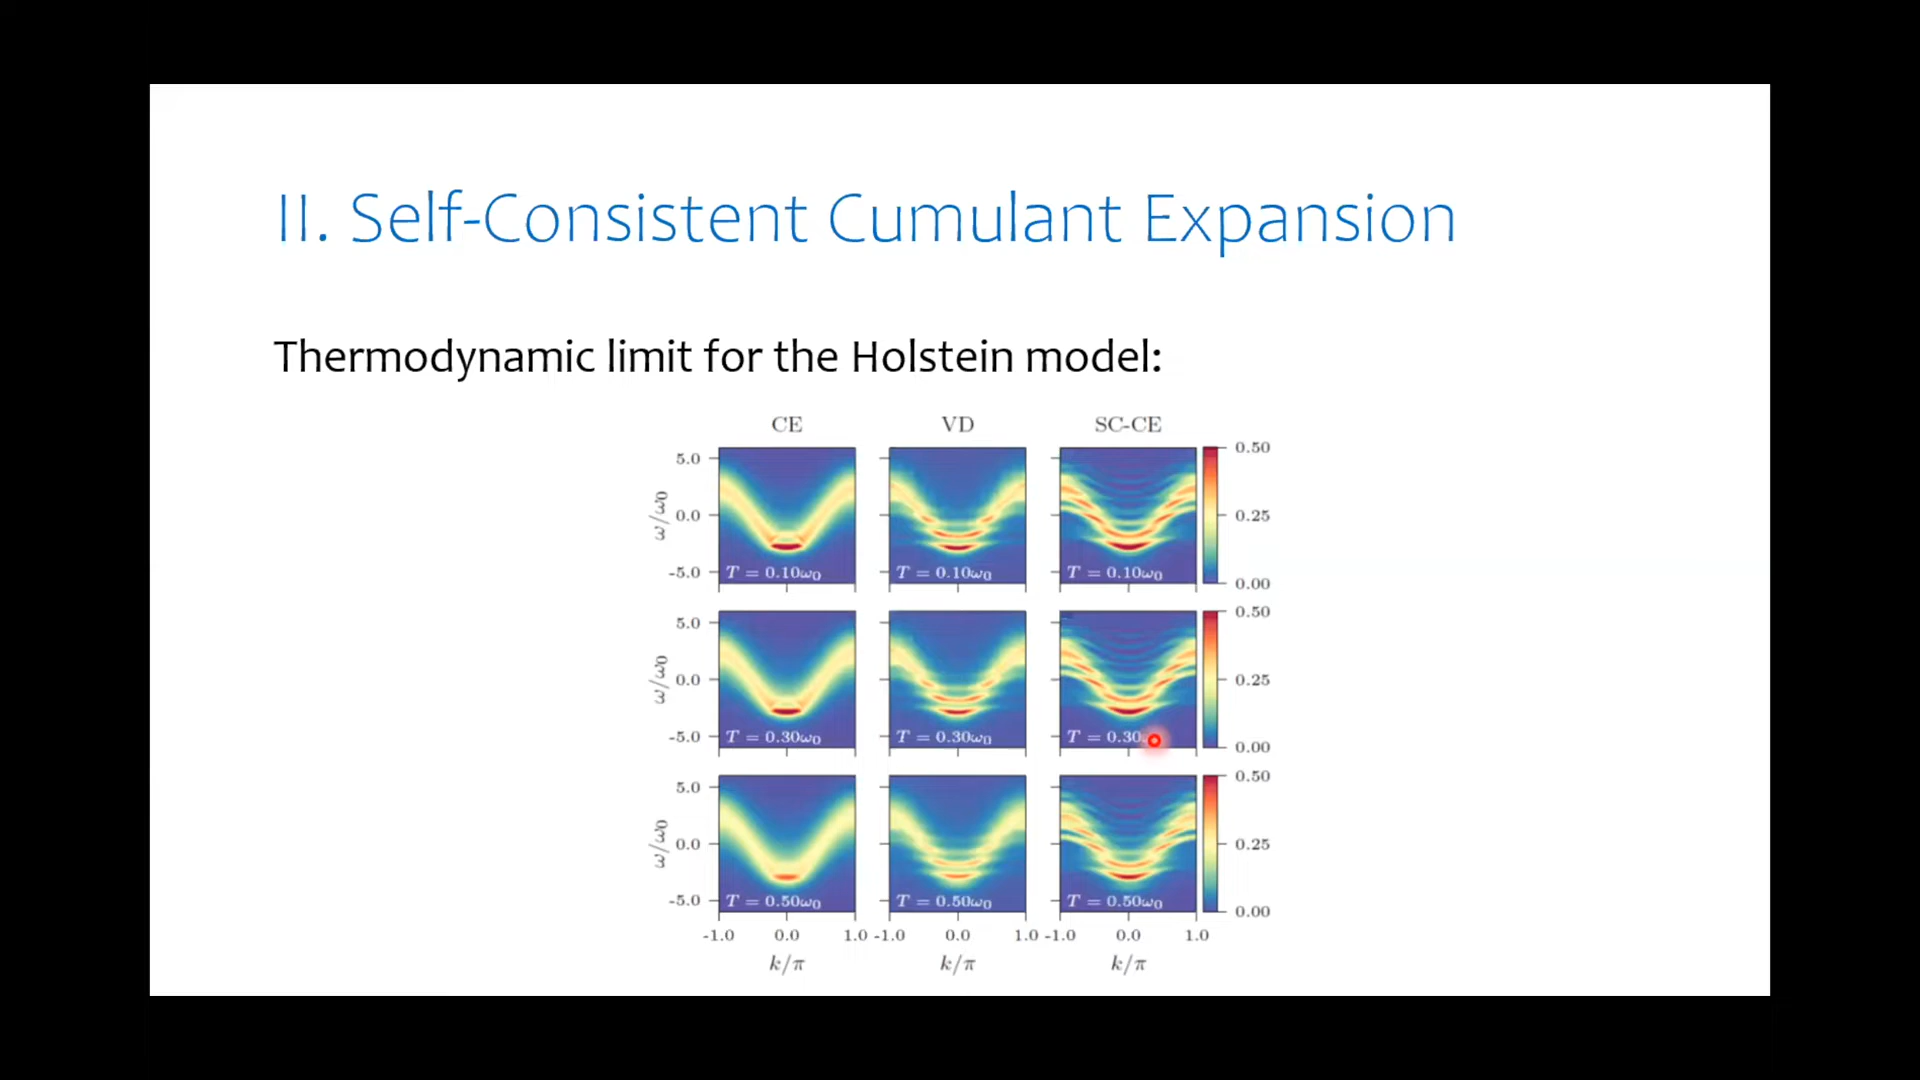 II. Self-Consistent Cumulant Expansion
Thermodynamic limit for the Holstein model:
CE VD SC-CE
5.0
0.0
-5.0
ω/ω0
T = 0.10ω0
T = 0.10ω0
T = 0.10ω0
0.50
0.25
0.00
5.0
0.0
-5.0
ω/ω0
T = 0.30ω0
T = 0.30ω0
T = 0.30
0.50
0.25
0.00
5.0
0.0
-5.0
ω/ω0
T = 0.50ω0
T = 0.50ω0
T = 0.50ω0
0.50
0.25
0.00
-1.0 0.0 1.0 -1.0 0.0 1.0 -1.0 0.0 1.0
k/π k/π k/π